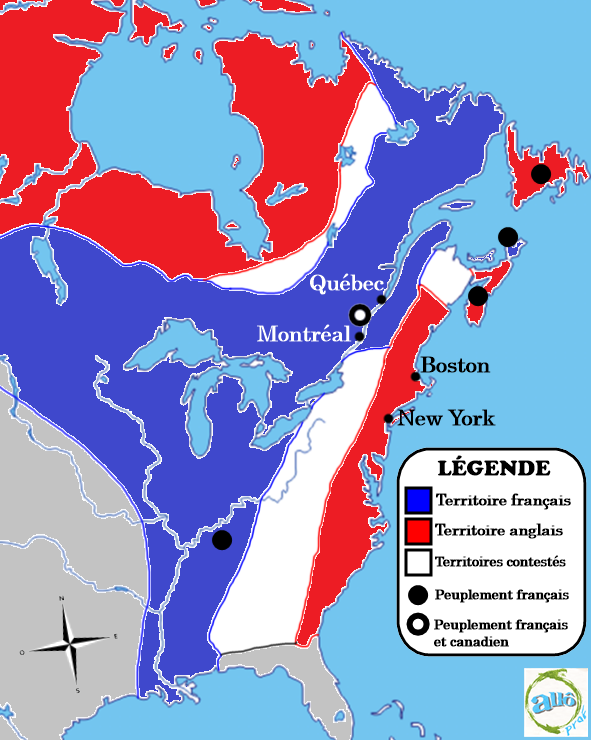 Québec
Montréal
Boston
New York
LÉGENDE
Territoire français
Territoire anglais
Territoires contestés
Peuplement français
Peuplement français
et canadien
N
O
E
S
allô
prof